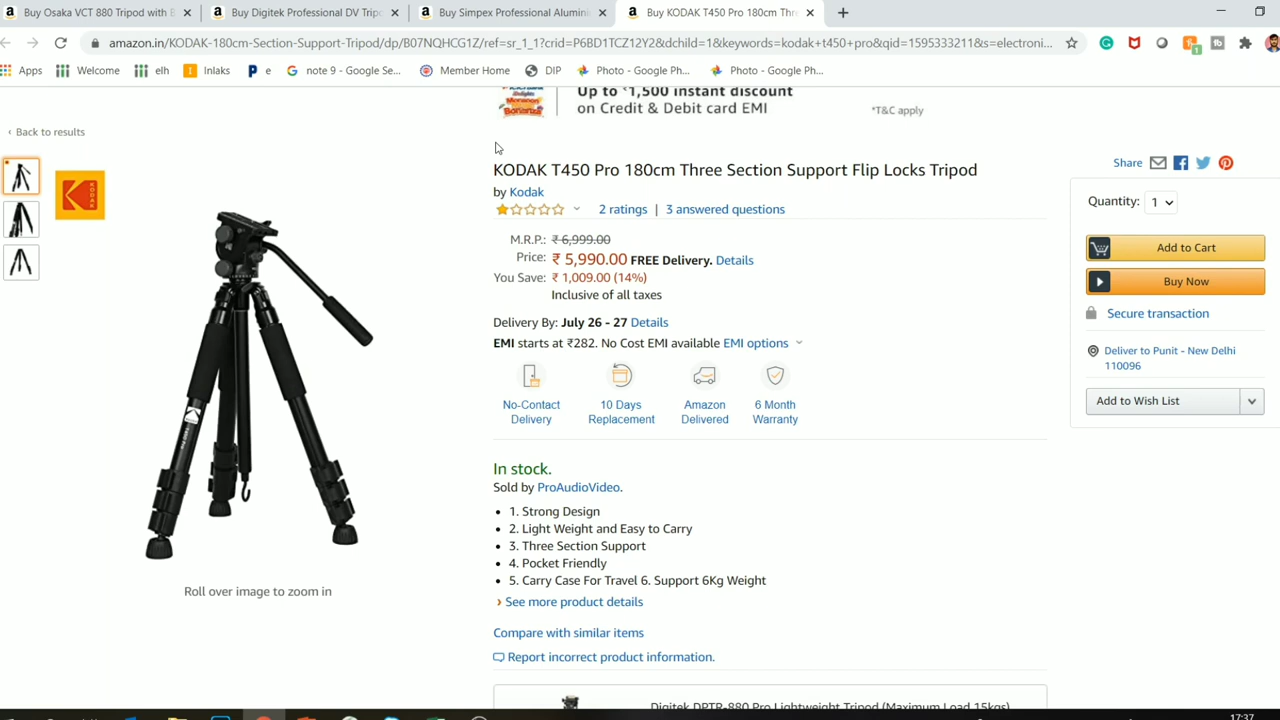 Buy Osaka VCT 880 Tripod with B
Buy Digitek Professional DV Tripo
Buy Simpex Professional Alumini
Buy KODAK T450 Pro 180cm Thre
amazon.in/KODAK-180cm-Section-Support-Tripod/dp/B07NQHCG1Z/ref=sr_1_1?crid=P6BD1TCZ12Y2&dchild=1&keywords=kodak+t450+pro&qid=1595333211&s=electroni...
Apps
Welcome
elh
Inlaks
e
note 9 - Google Se...
Member Home
DIP
Photo - Google Ph...
Photo - Google Ph...
Up to ₹1,500 instant discount
on Credit & Debit card EMI
*T&C apply
Bonanza
‹ Back to results
KODAK T450 Pro 180cm Three Section Support Flip Locks Tripod
by Kodak
2 ratings | 3 answered questions
M.R.P.: ₹ 6,999.00
Price: ₹ 5,990.00 FREE Delivery. Details
You Save: ₹ 1,009.00 (14%)
Inclusive of all taxes
Delivery By: July 26 - 27 Details
EMI starts at ₹282. No Cost EMI available EMI options
No-Contact
Delivery
10 Days
Replacement
Amazon
Delivered
6 Month
Warranty
In stock.
Sold by ProAudioVideo.
• 1. Strong Design
• 2. Light Weight and Easy to Carry
• 3. Three Section Support
• 4. Pocket Friendly
• 5. Carry Case For Travel 6. Support 6Kg Weight
› See more product details
Compare with similar items
Report incorrect product information.
Digitek DPTR-880 Pro Lightweight Tripod (Maximum Load 15kgs)
KODAK
Roll over image to zoom in
Share
Quantity: 1
Add to Cart
Buy Now
Secure transaction
Deliver to Punit - New Delhi
110096
Add to Wish List
17:37